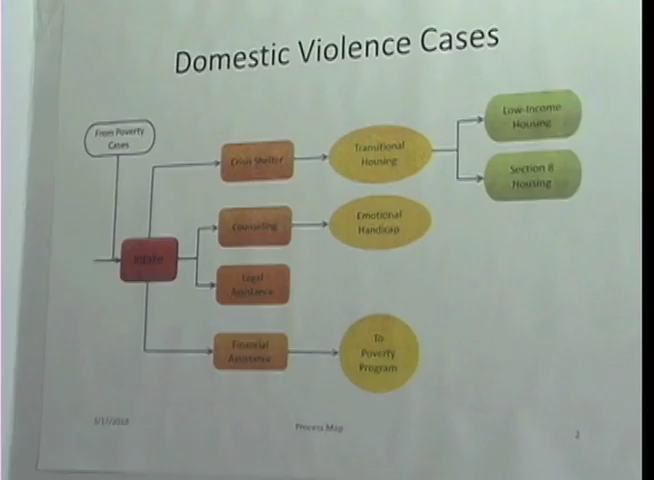 Domestic Violence Cases
From Poverty
Cases
Low-Income
Housing
Crisis Shelter
Transitional
Housing
Section 8
Housing
Counseling
Emotional
Handicap
Intake
Legal
Assistance
Financial
Assistance
To
Poverty
Program
Process Map
2